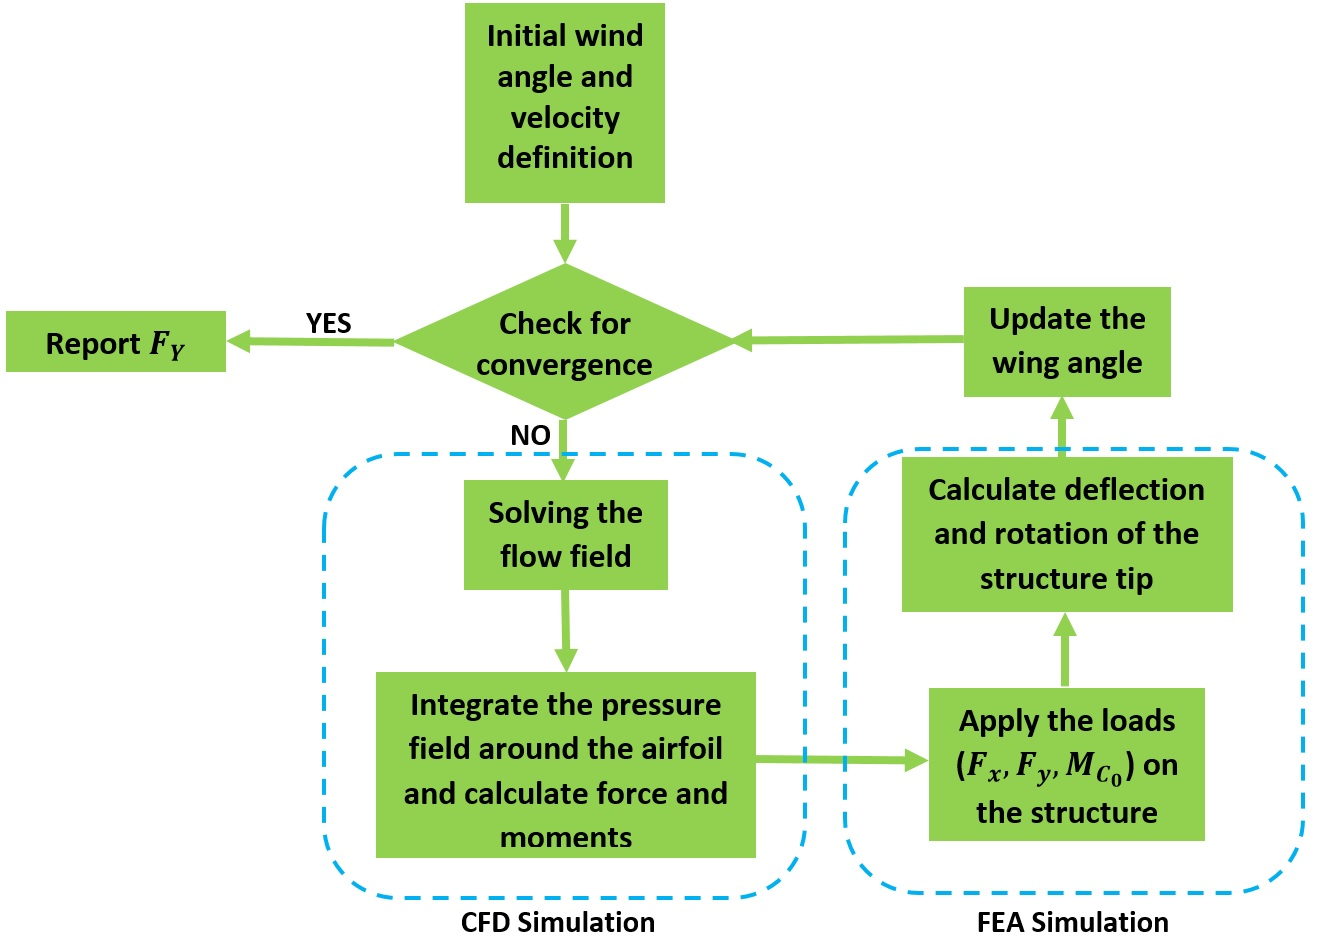 Initial wind
angle and
velocity
definition
Check for
convergence
YES
Report F_Y
NO
Update the
wing angle
Solving the
flow field
Calculate deflection
and rotation of the
structure tip
Integrate the pressure
field around the airfoil
and calculate force and
moments
Apply the loads
(F_x, F_y, M_{C_0}) on
the structure
CFD Simulation
FEA Simulation